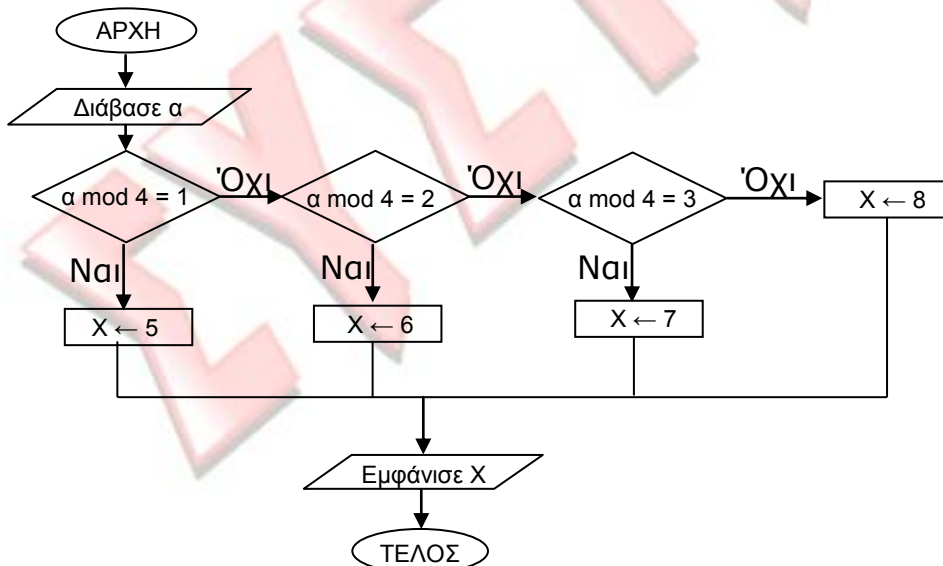 ΑΡΧΗ
Διάβασε α
α mod 4 = 1
Όχι
α mod 4 = 2
Όχι
α mod 4 = 3
Όχι
Χ ← 8
Ναι
Ναι
Ναι
Χ ← 5
Χ ← 6
Χ ← 7
Εμφάνισε Χ
ΤΕΛΟΣ